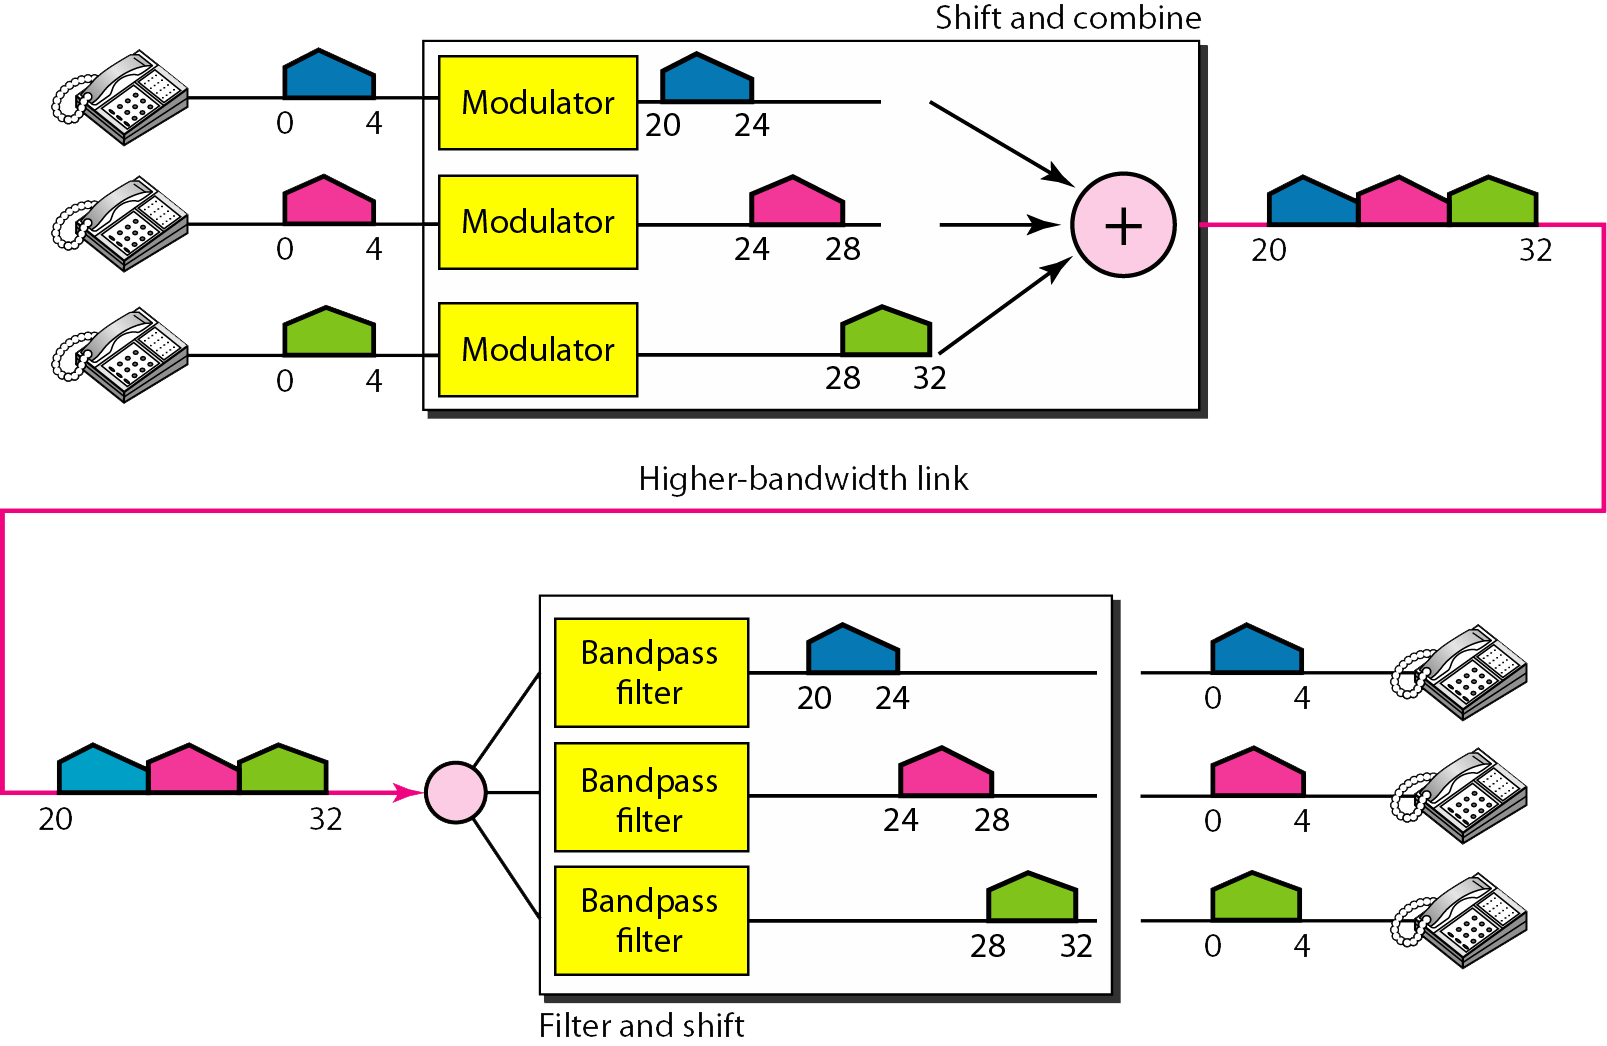 Shift and combine
Modulator
0 4
20 24
Modulator
0 4
24 28
+
20 32
Modulator
0 4
28 32
Higher-bandwidth link
Bandpass
filter
20 24
0 4
Bandpass
filter
20 32
24 28
0 4
Bandpass
filter
28 32
0 4
Filter and shift